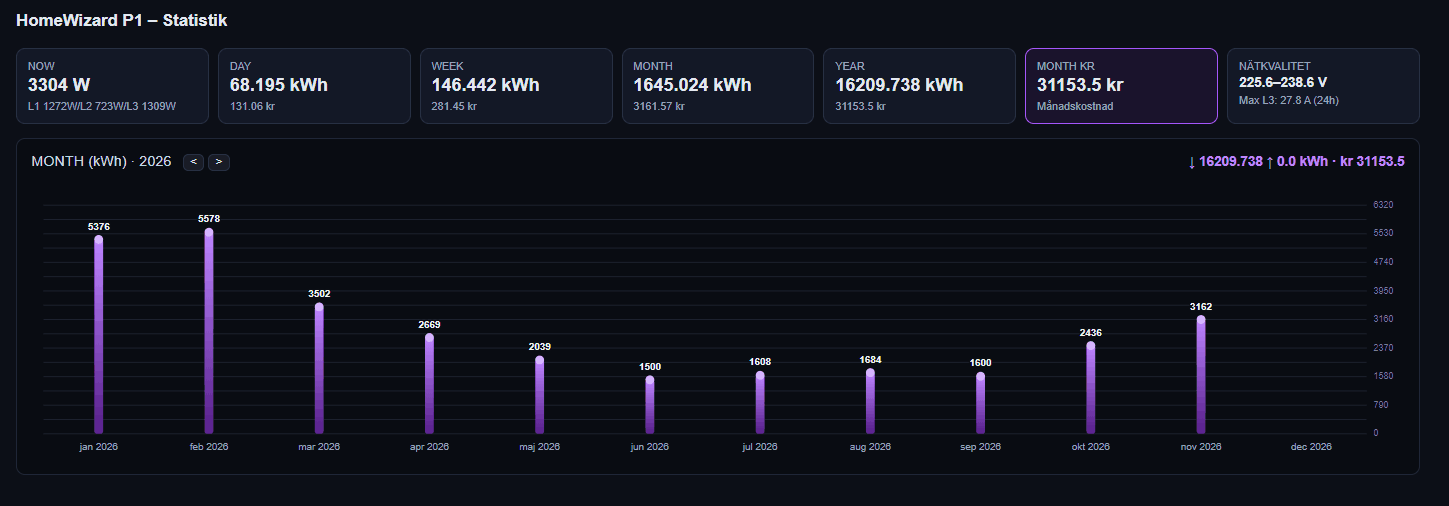 HomeWizard P1 – Statistik
NOW
3304 W
L1 1272W/L2 723W/L3 1309W
DAY
68.195 kWh
131.06 kr
WEEK
146.442 kWh
281.45 kr
MONTH
1645.024 kWh
3161.57 kr
YEAR
16209.738 kWh
31153.5 kr
MONTH KR
31153.5 kr
Månadskostnad
NÄTKVALITET
225.6–238.6 V
Max L3: 27.8 A (24h)
MONTH (kWh) · 2026 < >
↓ 16209.738 ↑ 0.0 kWh · kr 31153.5
5376
5578
3502
2669
2039
1500
1608
1684
1600
2436
3162
6320
5530
4740
3950
3160
2370
1580
790
0
jan 2026
feb 2026
mar 2026
apr 2026
maj 2026
jun 2026
jul 2026
aug 2026
sep 2026
okt 2026
nov 2026
dec 2026